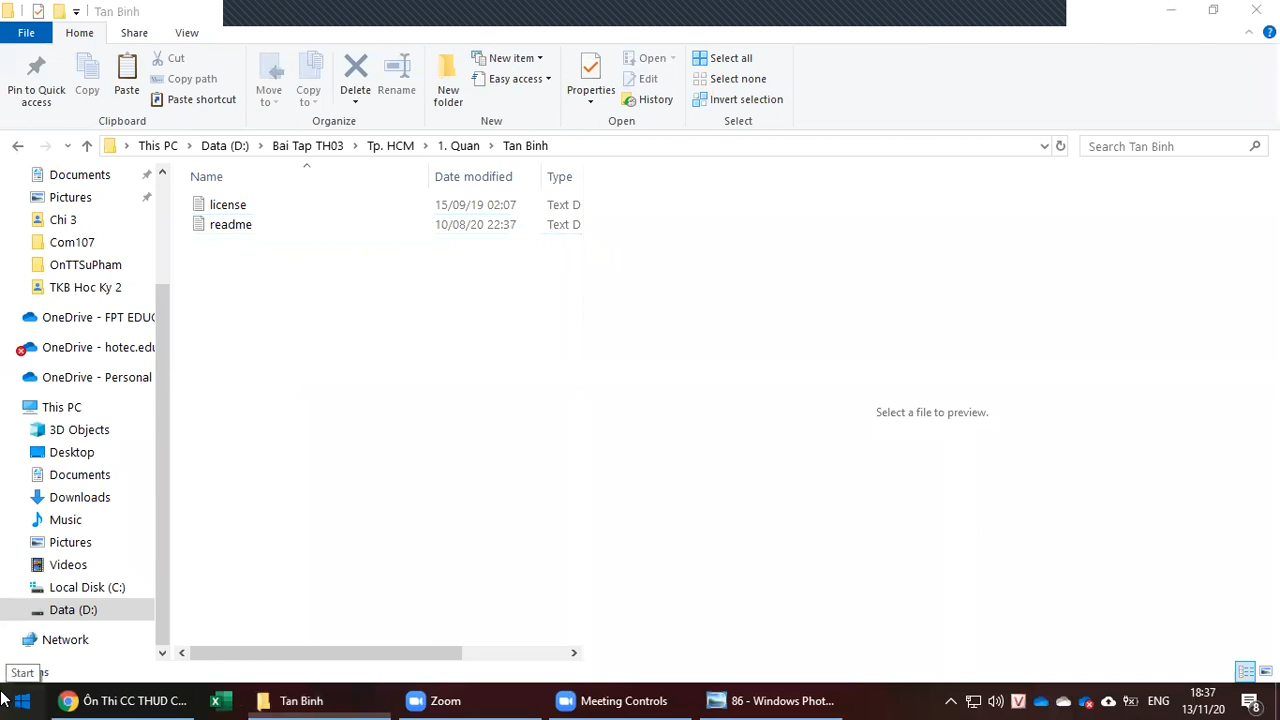 Tan Binh
File Home Share View
Pin to Quick access
Copy
Paste
Cut
Copy path
Paste shortcut
Clipboard
Move to
Copy to
Delete
Rename
Organize
New folder
New item
Easy access
New
Properties
Open
Edit
History
Open
Select all
Select none
Invert selection
Select
This PC Data (D:) Bai Tap TH03 Tp. HCM 1. Quan Tan Binh
Search Tan Binh
Documents
Pictures
Chi 3
Com107
OnTTSuPham
TKB Hoc Ky 2
OneDrive - FPT EDUC
OneDrive - hotec.edu
OneDrive - Personal
This PC
3D Objects
Desktop
Documents
Downloads
Music
Pictures
Videos
Local Disk (C:)
Data (D:)
Network
Name Date modified Type
license 15/09/19 02:07 Text D
readme 10/08/20 22:37 Text D
Select a file to preview.
Start
ns
Ôn Thi CC THUD C...
Tan Binh
Zoom
Meeting Controls
86 - Windows Phot...
V
ENG
18:37
13/11/20
8